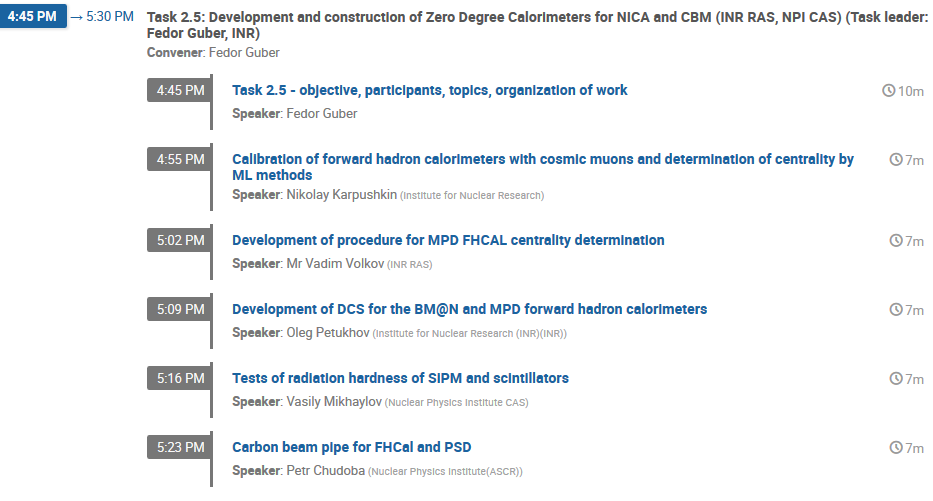 4:45 PM → 5:30 PM Task 2.5: Development and construction of Zero Degree Calorimeters for NICA and CBM (INR RAS, NPI CAS) (Task leader:
Fedor Guber, INR)
Convener: Fedor Guber
4:45 PM Task 2.5 - objective, participants, topics, organization of work 10m
Speaker: Fedor Guber
4:55 PM Calibration of forward hadron calorimeters with cosmic muons and determination of centrality by 7m
ML methods
Speaker: Nikolay Karpushkin (Institute for Nuclear Research)
5:02 PM Development of procedure for MPD FHCAL centrality determination 7m
Speaker: Mr Vadim Volkov (INR RAS)
5:09 PM Development of DCS for the BM@N and MPD forward hadron calorimeters 7m
Speaker: Oleg Petukhov (Institute for Nuclear Research (INR)(INR))
5:16 PM Tests of radiation hardness of SiPM and scintillators 7m
Speaker: Vasily Mikhaylov (Nuclear Physics Institute CAS)
5:23 PM Carbon beam pipe for FHCal and PSD 7m
Speaker: Petr Chudoba (Nuclear Physics Institute(ASCR))